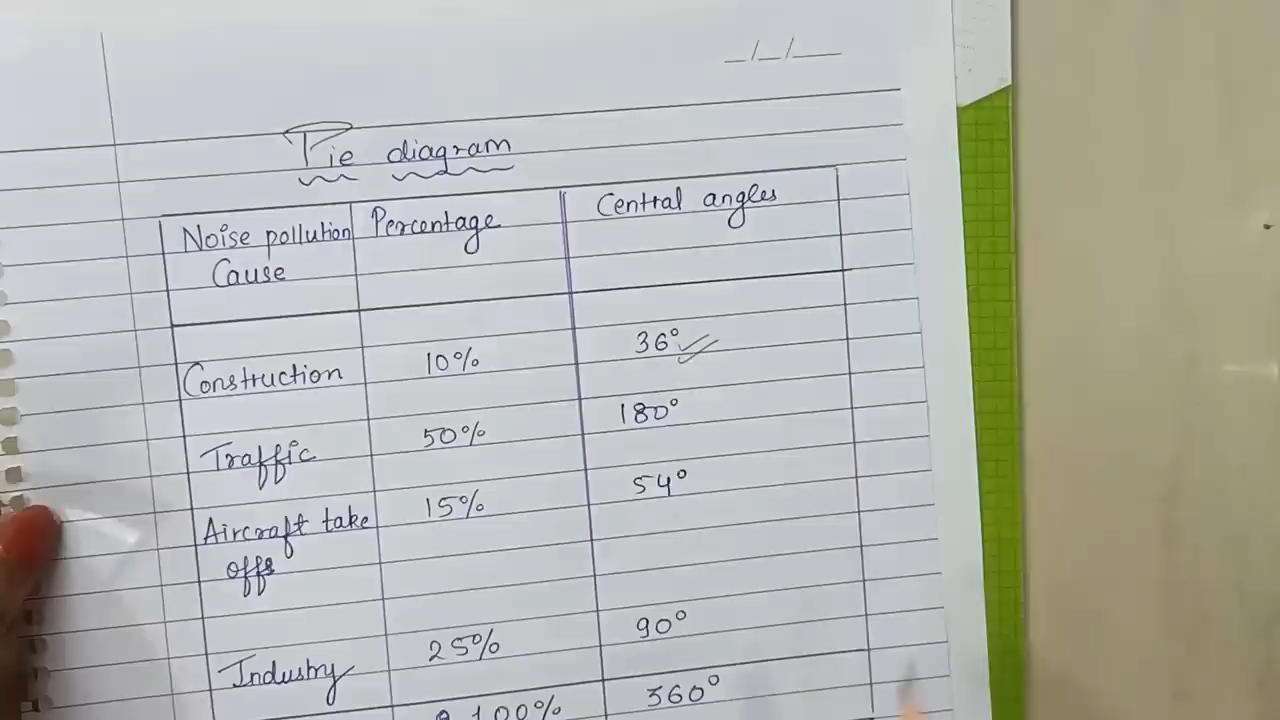 _/_/__
Pie diagram
Noise pollution Cause | Percentage | Central angles
Construction | 10% | 36°
Traffic | 50% | 180°
Aircraft take offs | 15% | 54°
Industry | 25% | 90°
100% | 360°